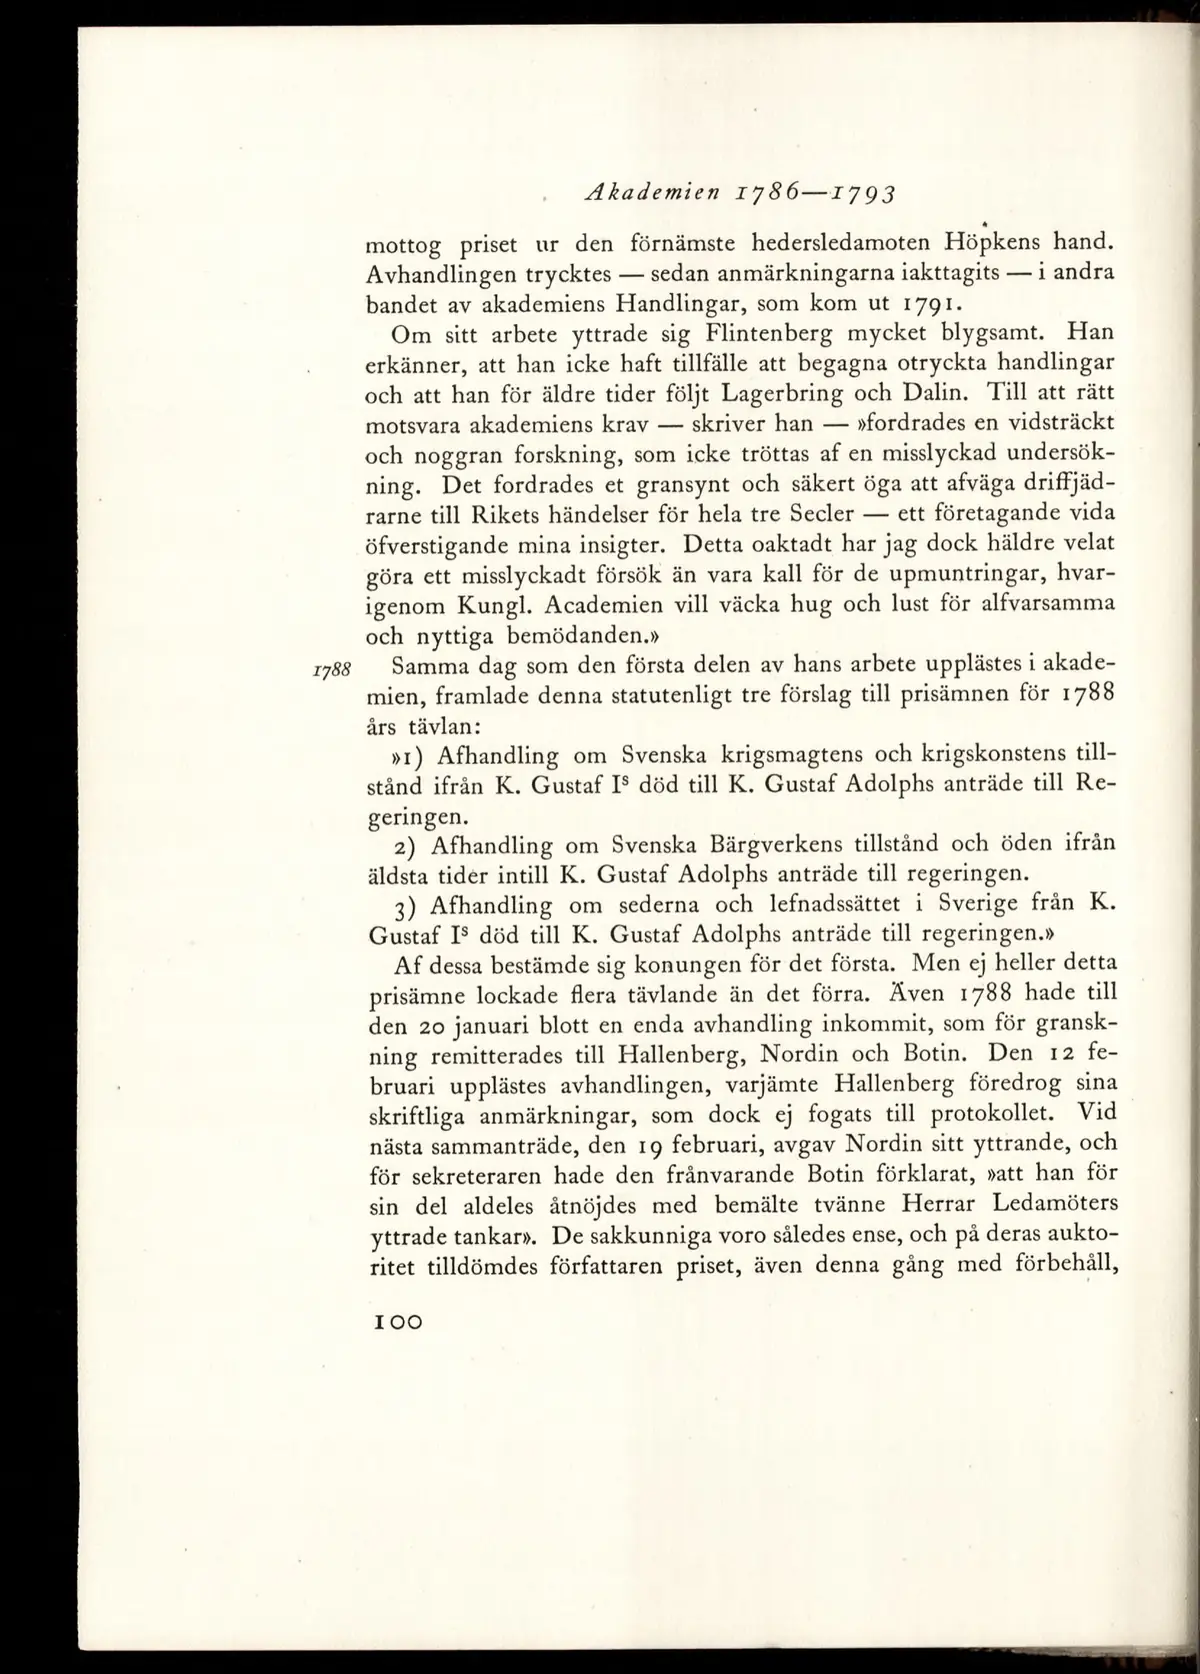 Akademien 1786—1793
mottog priset ur den förnämste hedersledamoten Höpkens hand.
Avhandlingen trycktes — sedan anmärkningarna iakttagits — i andra
bandet av akademiens Handlingar, som kom ut 1791.
Om sitt arbete yttrade sig Flintenberg mycket blygsamt. Han
erkänner, att han icke haft tillfälle att begagna otryckta handlingar
och att han för äldre tider följt Lagerbring och Dalin. Till att rätt
motsvara akademiens krav — skriver han — »fordrades en vidsträckt
och noggran forskning, som icke tröttas af en misslyckad undersök-
ning. Det fordrades et gransynt och säkert öga att afväga driffjäd-
rarne till Rikets händelser för hela tre Secler — ett företagande vida
öfverstigande mina insigter. Detta oaktadt har jag dock häldre velat
göra ett misslyckadt försök än vara kall för de upmuntringar, hvar-
igenom Kungl. Academien vill väcka hug och lust för alfvarsamma
och nyttiga bemödanden.»
1788 Samma dag som den första delen av hans arbete upplästes i akade-
mien, framlade denna statutenligt tre förslag till prisämnen för 1788
års tävlan:
»1) Afhandling om Svenska krigsmagtens och krigskonstens till-
stånd ifrån K. Gustaf Iˢ död till K. Gustaf Adolphs anträde till Re-
geringen.
2) Afhandling om Svenska Bärgverkens tillstånd och öden ifrån
äldsta tider intill K. Gustaf Adolphs anträde till regeringen.
3) Afhandling om sederna och lefnadssättet i Sverige från K.
Gustaf Iˢ död till K. Gustaf Adolphs anträde till regeringen.»
Af dessa bestämde sig konungen för det första. Men ej heller detta
prisämne lockade flera tävlande än det förra. Även 1788 hade till
den 20 januari blott en enda avhandling inkommit, som för gransk-
ning remitterades till Hallenberg, Nordin och Botin. Den 12 fe-
bruari upplästes avhandlingen, varjämte Hallenberg föredrog sina
skriftliga anmärkningar, som dock ej fogats till protokollet. Vid
nästa sammanträde, den 19 februari, avgav Nordin sitt yttrande, och
för sekreteraren hade den frånvarande Botin förklarat, »att han för
sin del aldeles åtnöjdes med bemälte tvänne Herrar Ledamöters
yttrade tankar». De sakkunniga voro således ense, och på deras aukto-
ritet tilldömdes författaren priset, även denna gång med förbehåll,
100